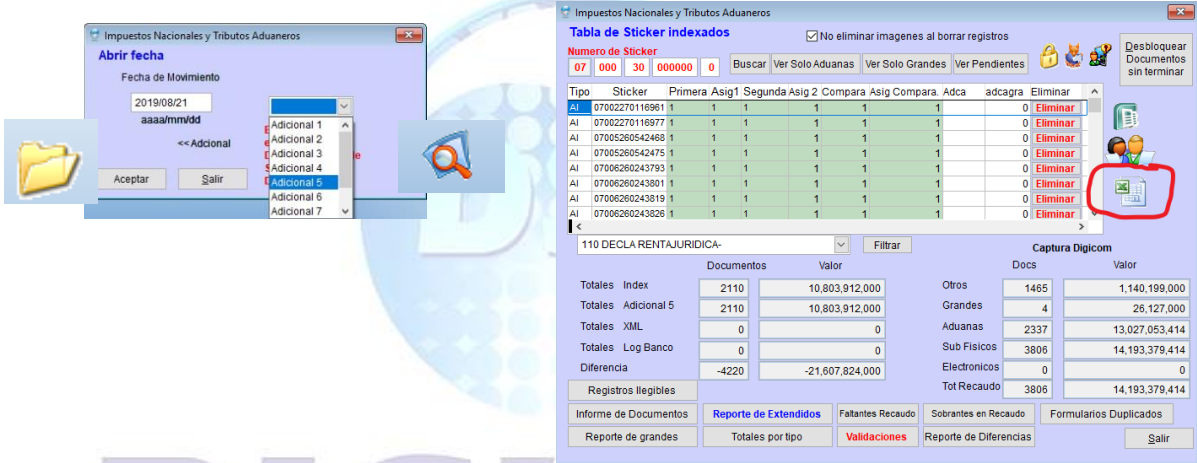 Impuestos Nacionales y Tributos Aduaneros
Abrir fecha
Fecha de Movimiento
2019/08/21
aaaa/mm/dd
<<Adcional
Adicional 1
Adicional 2
Adicional 3
Adicional 4
Adicional 5
Adicional 6
Adicional 7
Aceptar Salir
Impuestos Nacionales y Tributos Aduaneros
Tabla de Sticker indexados
No eliminar imagenes al borrar registros
Numero de Sticker
07 000 30 000000 0 Buscar Ver Solo Aduanas Ver Solo Grandes Ver Pendientes
Desbloquear
Documentos
sin terminar
Tipo Sticker Primera Asig1 Segunda Asig 2 Compara Asig Compara. Adca adcagra Eliminar
AI 07002270116961 1 1 1 1 1 1 0 Eliminar
AI 07002270116977 1 1 1 1 1 1 0 Eliminar
AI 07005260542468 1 1 1 1 1 1 0 Eliminar
AI 07005260542475 1 1 1 1 1 1 0 Eliminar
AI 07006260243793 1 1 1 1 1 1 0 Eliminar
AI 07006260243801 1 1 1 1 1 1 0 Eliminar
AI 07006260243819 1 1 1 1 1 1 0 Eliminar
AI 07006260243826 1 1 1 1 1 1 0 Eliminar
110 DECLA RENTAJURIDICA- Filtrar
Captura Digicom
Documentos Valor
Docs Valor
Totales Index 2110 10,803,912,000
Totales Adicional 5 2110 10,803,912,000
Totales XML 0 0
Totales Log Banco 0 0
Diferencia -4220 -21,607,824,000
Otros 1465 1,140,199,000
Grandes 4 26,127,000
Aduanas 2337 13,027,053,414
Sub Fisicos 3806 14,193,379,414
Electronicos 0 0
Tot Recaudo 3806 14,193,379,414
Registros Ilegibles
Informe de Documentos Reporte de Extendidos Faltantes Recaudo Sobrantes en Recaudo Formularios Duplicados
Reporte de grandes Totales por tipo Validaciones Reporte de Diferencias Salir